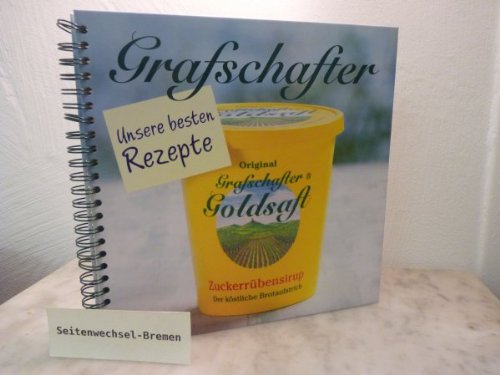 Grafschafter
Unsere besten
Rezepte
Original
Grafschafter
Goldsaft
Zuckerrübensirup
Der köstliche Brotaufstrich
Seitenwechsel-Bremen